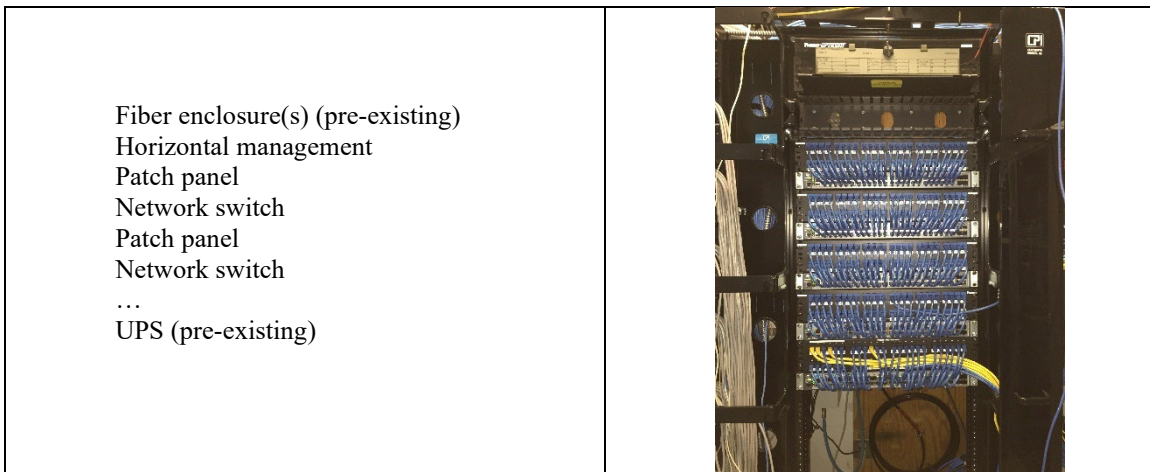 Fiber enclosure(s) (pre-existing)
Horizontal management
Patch panel
Network switch
Patch panel
Network switch
…
UPS (pre-existing)
CPI